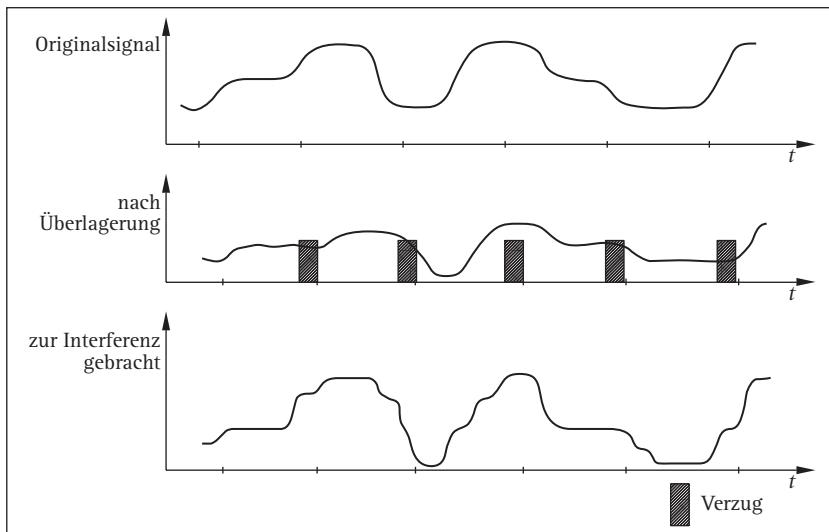 Originalsignal
t
nach
Überlagerung
t
zur Interferenz
gebracht
t
Verzug